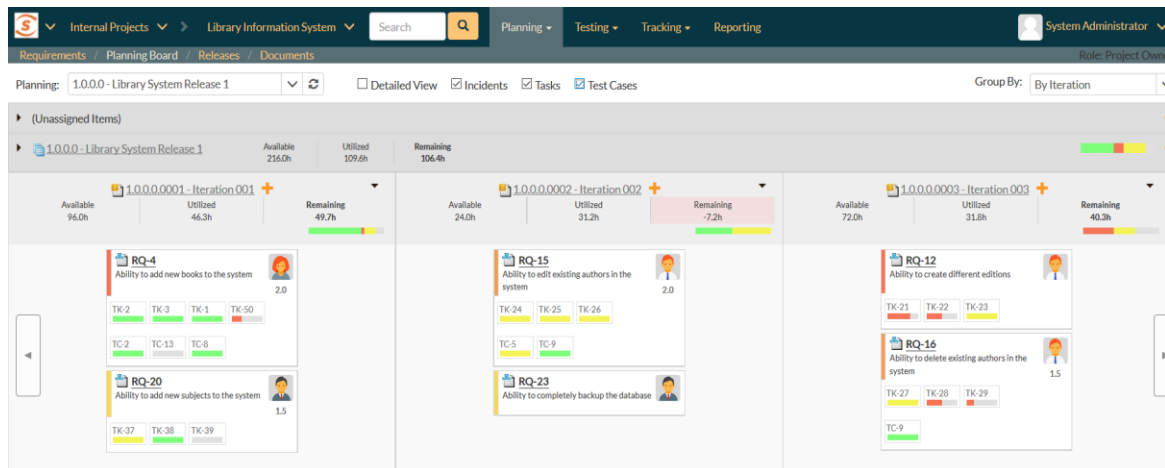 Internal Projects > Library Information System Search Planning Testing Tracking Reporting System Administrator
Requirements / Planning Board / Releases / Documents Role: Project Owne
Planning: 1.0.0.0 - Library System Release 1 Detailed View Incidents Tasks Test Cases Group By: By Iteration
(Unassigned Items)
1.0.0.0 - Library System Release 1 Available Utilized Remaining
216.0h 109.6h 106.4h
1.0.0.0.0001 - Iteration 001
Available Utilized Remaining
96.0h 46.3h 49.7h
1.0.0.0.0002 - Iteration 002
Available Utilized Remaining
24.0h 31.2h -7.2h
1.0.0.0.0003 - Iteration 003
Available Utilized Remaining
72.0h 31.8h 40.3h
RQ-4
Ability to add new books to the system
2.0
TK-2 TK-3 TK-1 TK-50
TC-2 TC-13 TC-8
RQ-20
Ability to add new subjects to the system
1.5
TK-37 TK-38 TK-39
RQ-15
Ability to edit existing authors in the
system
2.0
TK-24 TK-25 TK-26
TC-5 TC-9
RQ-23
Ability to completely backup the database
RQ-12
Ability to create different editions
TK-21 TK-22 TK-23
RQ-16
Ability to delete existing authors in the
system
1.5
TK-27 TK-28 TK-29
TC-9